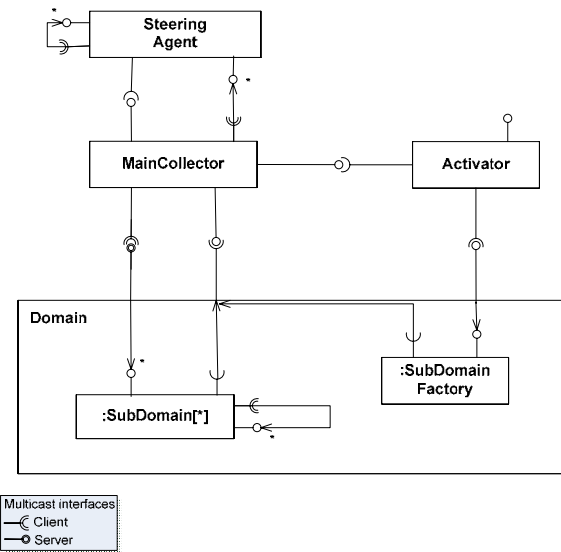 *
Steering
Agent
*
MainCollector
Activator
Domain
*
:SubDomain
Factory
:SubDomain[*]
*
Multicast interfaces
Client
Server